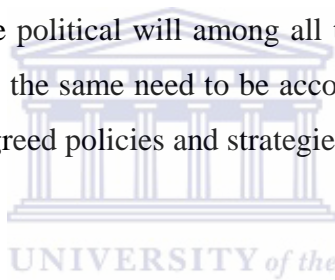 political will among all
the same need to be acco
greed policies and strategie
UNIVERSITY of the